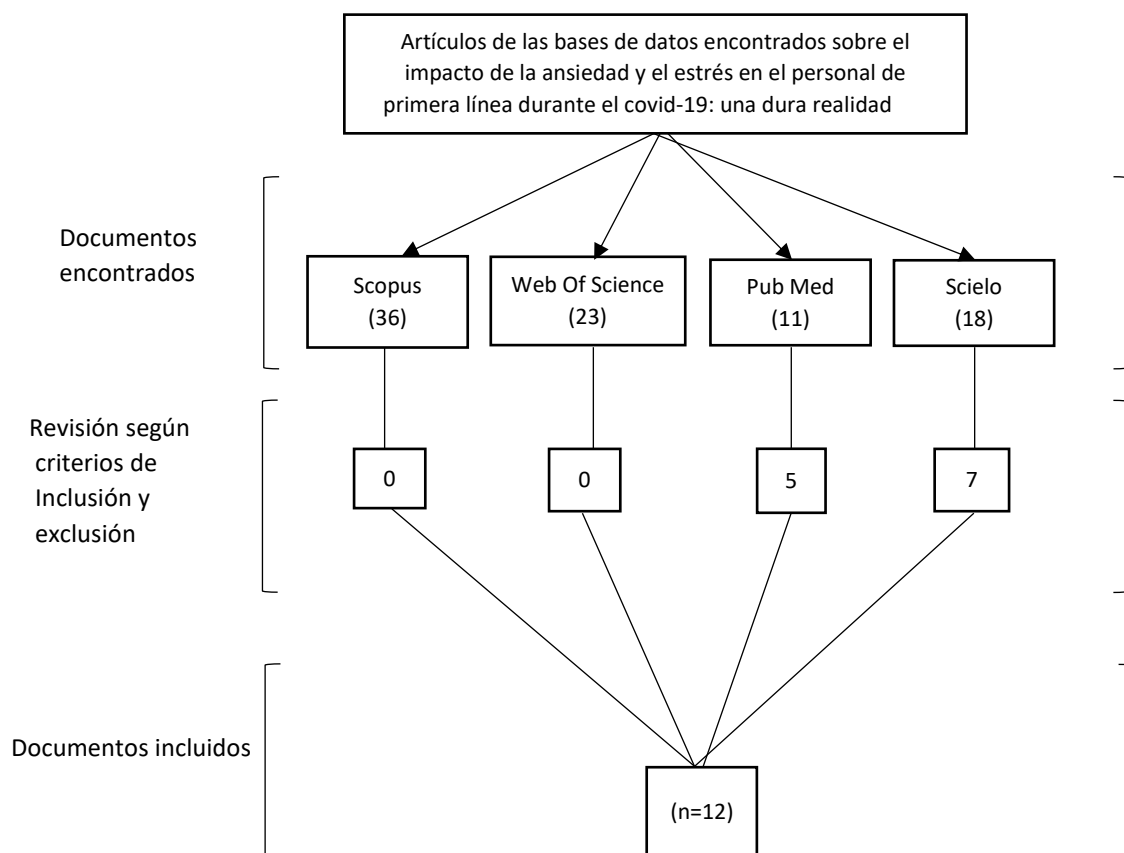 Artículos de las bases de datos encontrados sobre el
impacto de la ansiedad y el estrés en el personal de
primera línea durante el covid-19: una dura realidad
Documentos
encontrados
Scopus
(36)
Web Of Science
(23)
Pub Med
(11)
Scielo
(18)
Revisión según
criterios de
Inclusión y
exclusión
0
0
5
7
Documentos incluidos
(n=12)